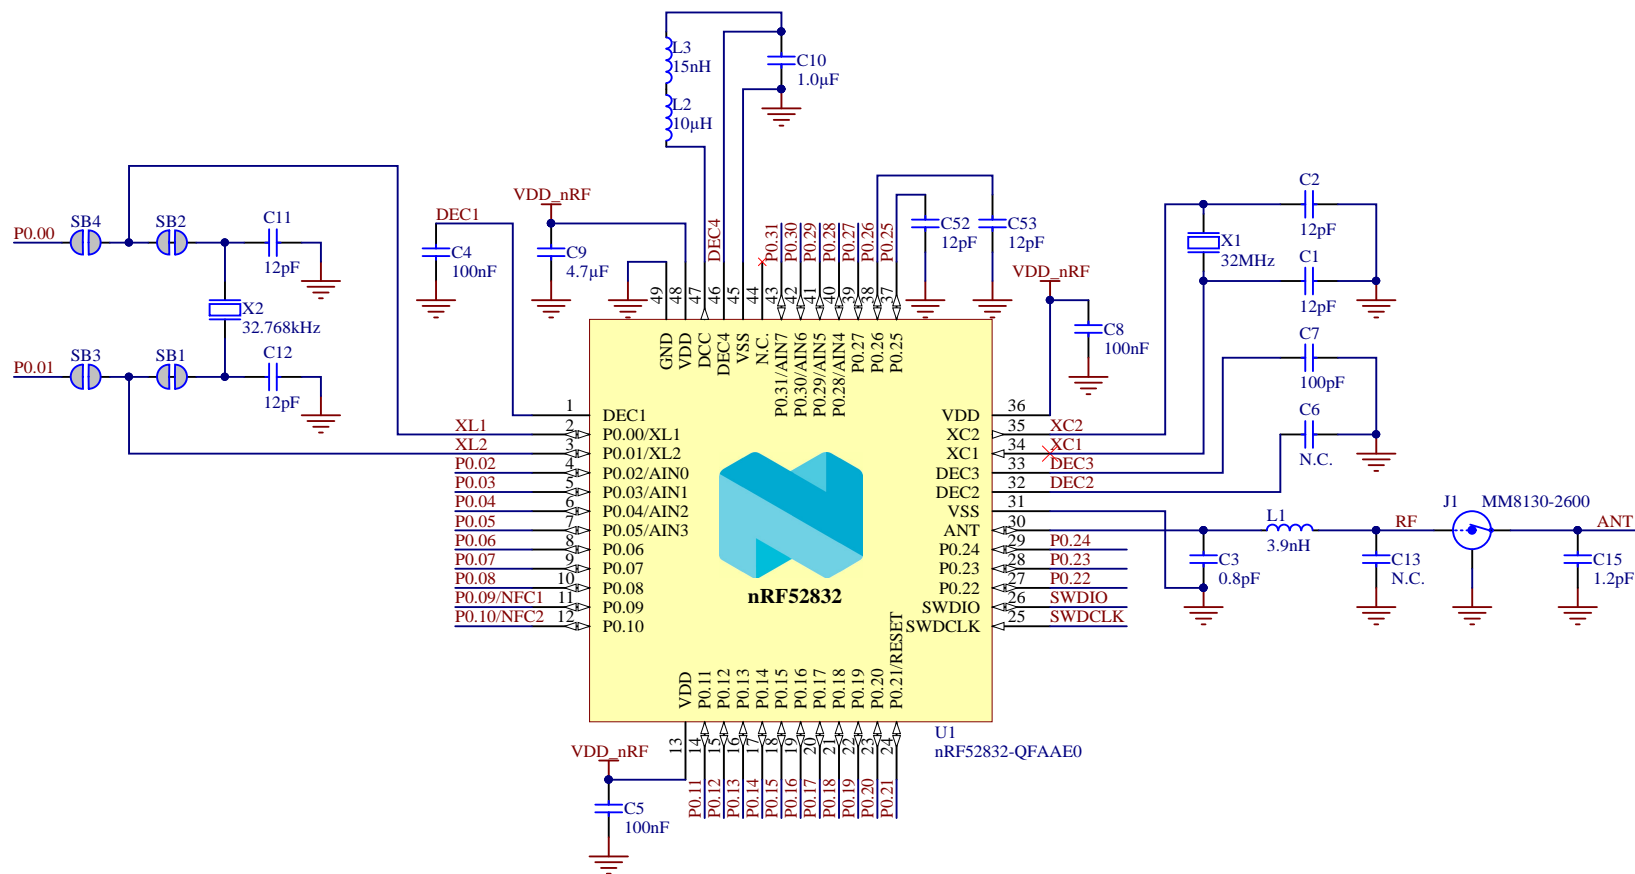 L3
15nH
L2
10µH
C10
1.0µF
P0.00
SB4
SB2
C11
12pF
X2
32.768kHz
P0.01
SB3
SB1
C12
12pF
DEC1
C4
100nF
VDD_nRF
C9
4.7µF
DEC4
P0.31
P0.30
P0.29
P0.28
P0.27
P0.26
P0.25
C52
12pF
C53
12pF
VDD_nRF
C8
100nF
C2
12pF
X1
32MHz
C1
12pF
C7
100pF
C6
N.C.
49
48
47
46
45
44
43
42
41
40
39
38
37
GND
VDD
DCC
DEC4
VSS
N.C.
P0.31/AIN7
P0.30/AIN6
P0.29/AIN5
P0.28/AIN4
P0.27
P0.26
P0.25
1 DEC1
XL1 2 P0.00/XL1
XL2 3 P0.01/XL2
P0.02 4 P0.02/AIN0
P0.03 5 P0.03/AIN1
P0.04 6 P0.04/AIN2
P0.05 7 P0.05/AIN3
P0.06 8 P0.06
P0.07 9 P0.07
P0.08 10 P0.08
P0.09/NFC1 11 P0.09
P0.10/NFC2 12 P0.10
VDD 36
XC2 35 XC2
XC1 34 XC1
DEC3 33 DEC3
DEC2 32 DEC2
VSS 31
ANT 30
P0.24 29 P0.24
P0.23 28 P0.23
P0.22 27 P0.22
SWDIO 26 SWDIO
SWDCLK 25 SWDCLK
nRF52832
C3
0.8pF
L1
3.9nH
RF
C13
N.C.
J1 MM8130-2600
ANT
C15
1.2pF
VDD
P0.11
P0.12
P0.13
P0.14
P0.15
P0.16
P0.17
P0.18
P0.19
P0.20
P0.21/RESET
13
14
15
16
17
18
19
20
21
22
23
24
P0.11
P0.12
P0.13
P0.14
P0.15
P0.16
P0.17
P0.18
P0.19
P0.20
P0.21
U1
nRF52832-QFAAE0
VDD_nRF
C5
100nF